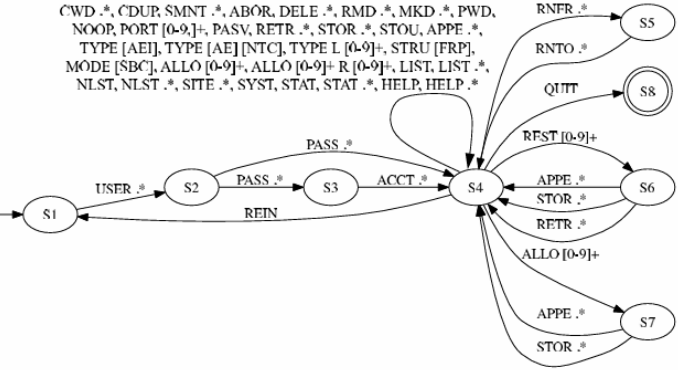 CWD .*, CDUP, SMNT .*, ABOR, DELE .*, RMD .*, MKD .*, PWD,
NOOP, PORT [0-9,]+, PASV, RETR .*, STOR .*, STOU, APPE .*,
TYPE [AEI], TYPE [AE] [NTC], TYPE L [0-9]+, STRU [FRP],
MODE [SBC], ALLO [0-9]+, ALLO [0-9]+ R [0-9]+, LIST, LIST .*,
NLST, NLST .*, SITE .*, SYST, STAT, STAT .*, HELP, HELP .*
RNFR .*
S5
RNTO .*
QUIT
S8
REST [0-9]+
PASS .*
USER .*
S2
PASS .*
S3
ACCT .*
S4
APPE .*
S6
STOR .*
S1
REIN
RETR .*
ALLO [0-9]+
APPE .*
S7
STOR .*